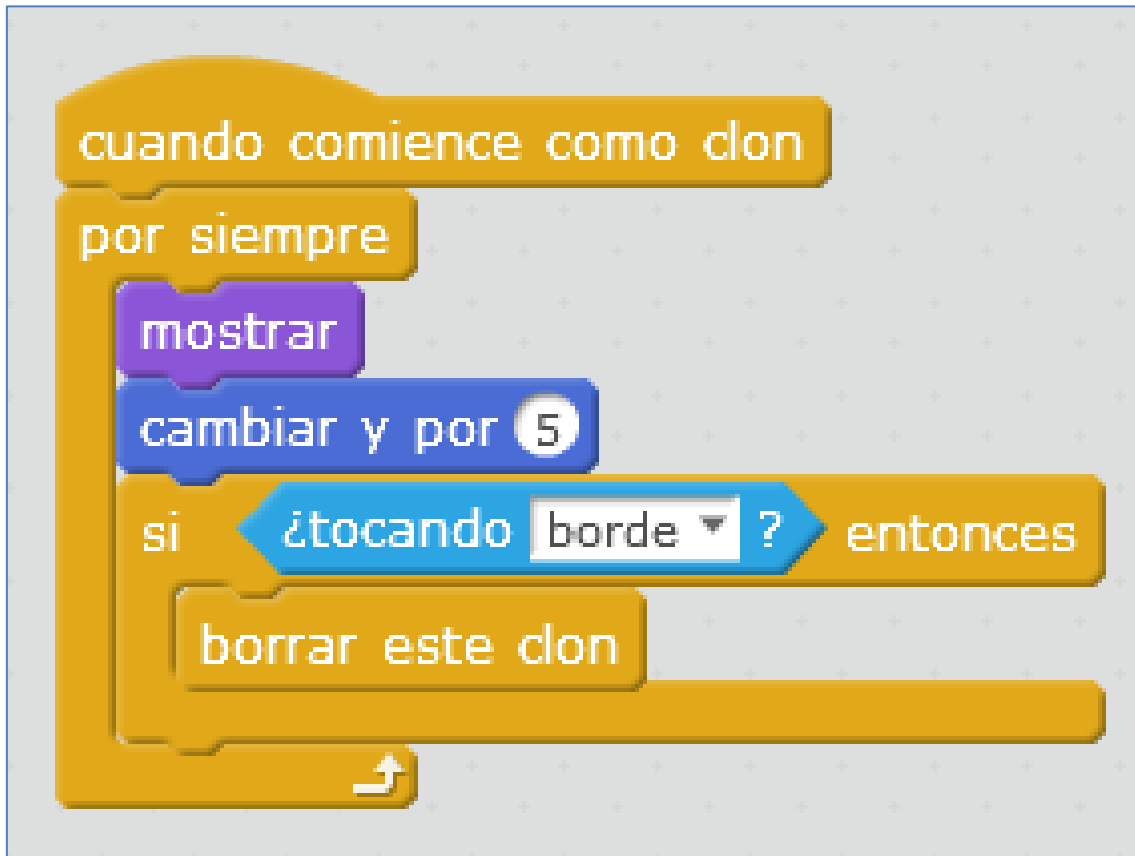 cuando comience como clon
por siempre
mostrar
cambiar y por 5
si ¿tocando borde ? entonces
borrar este clon